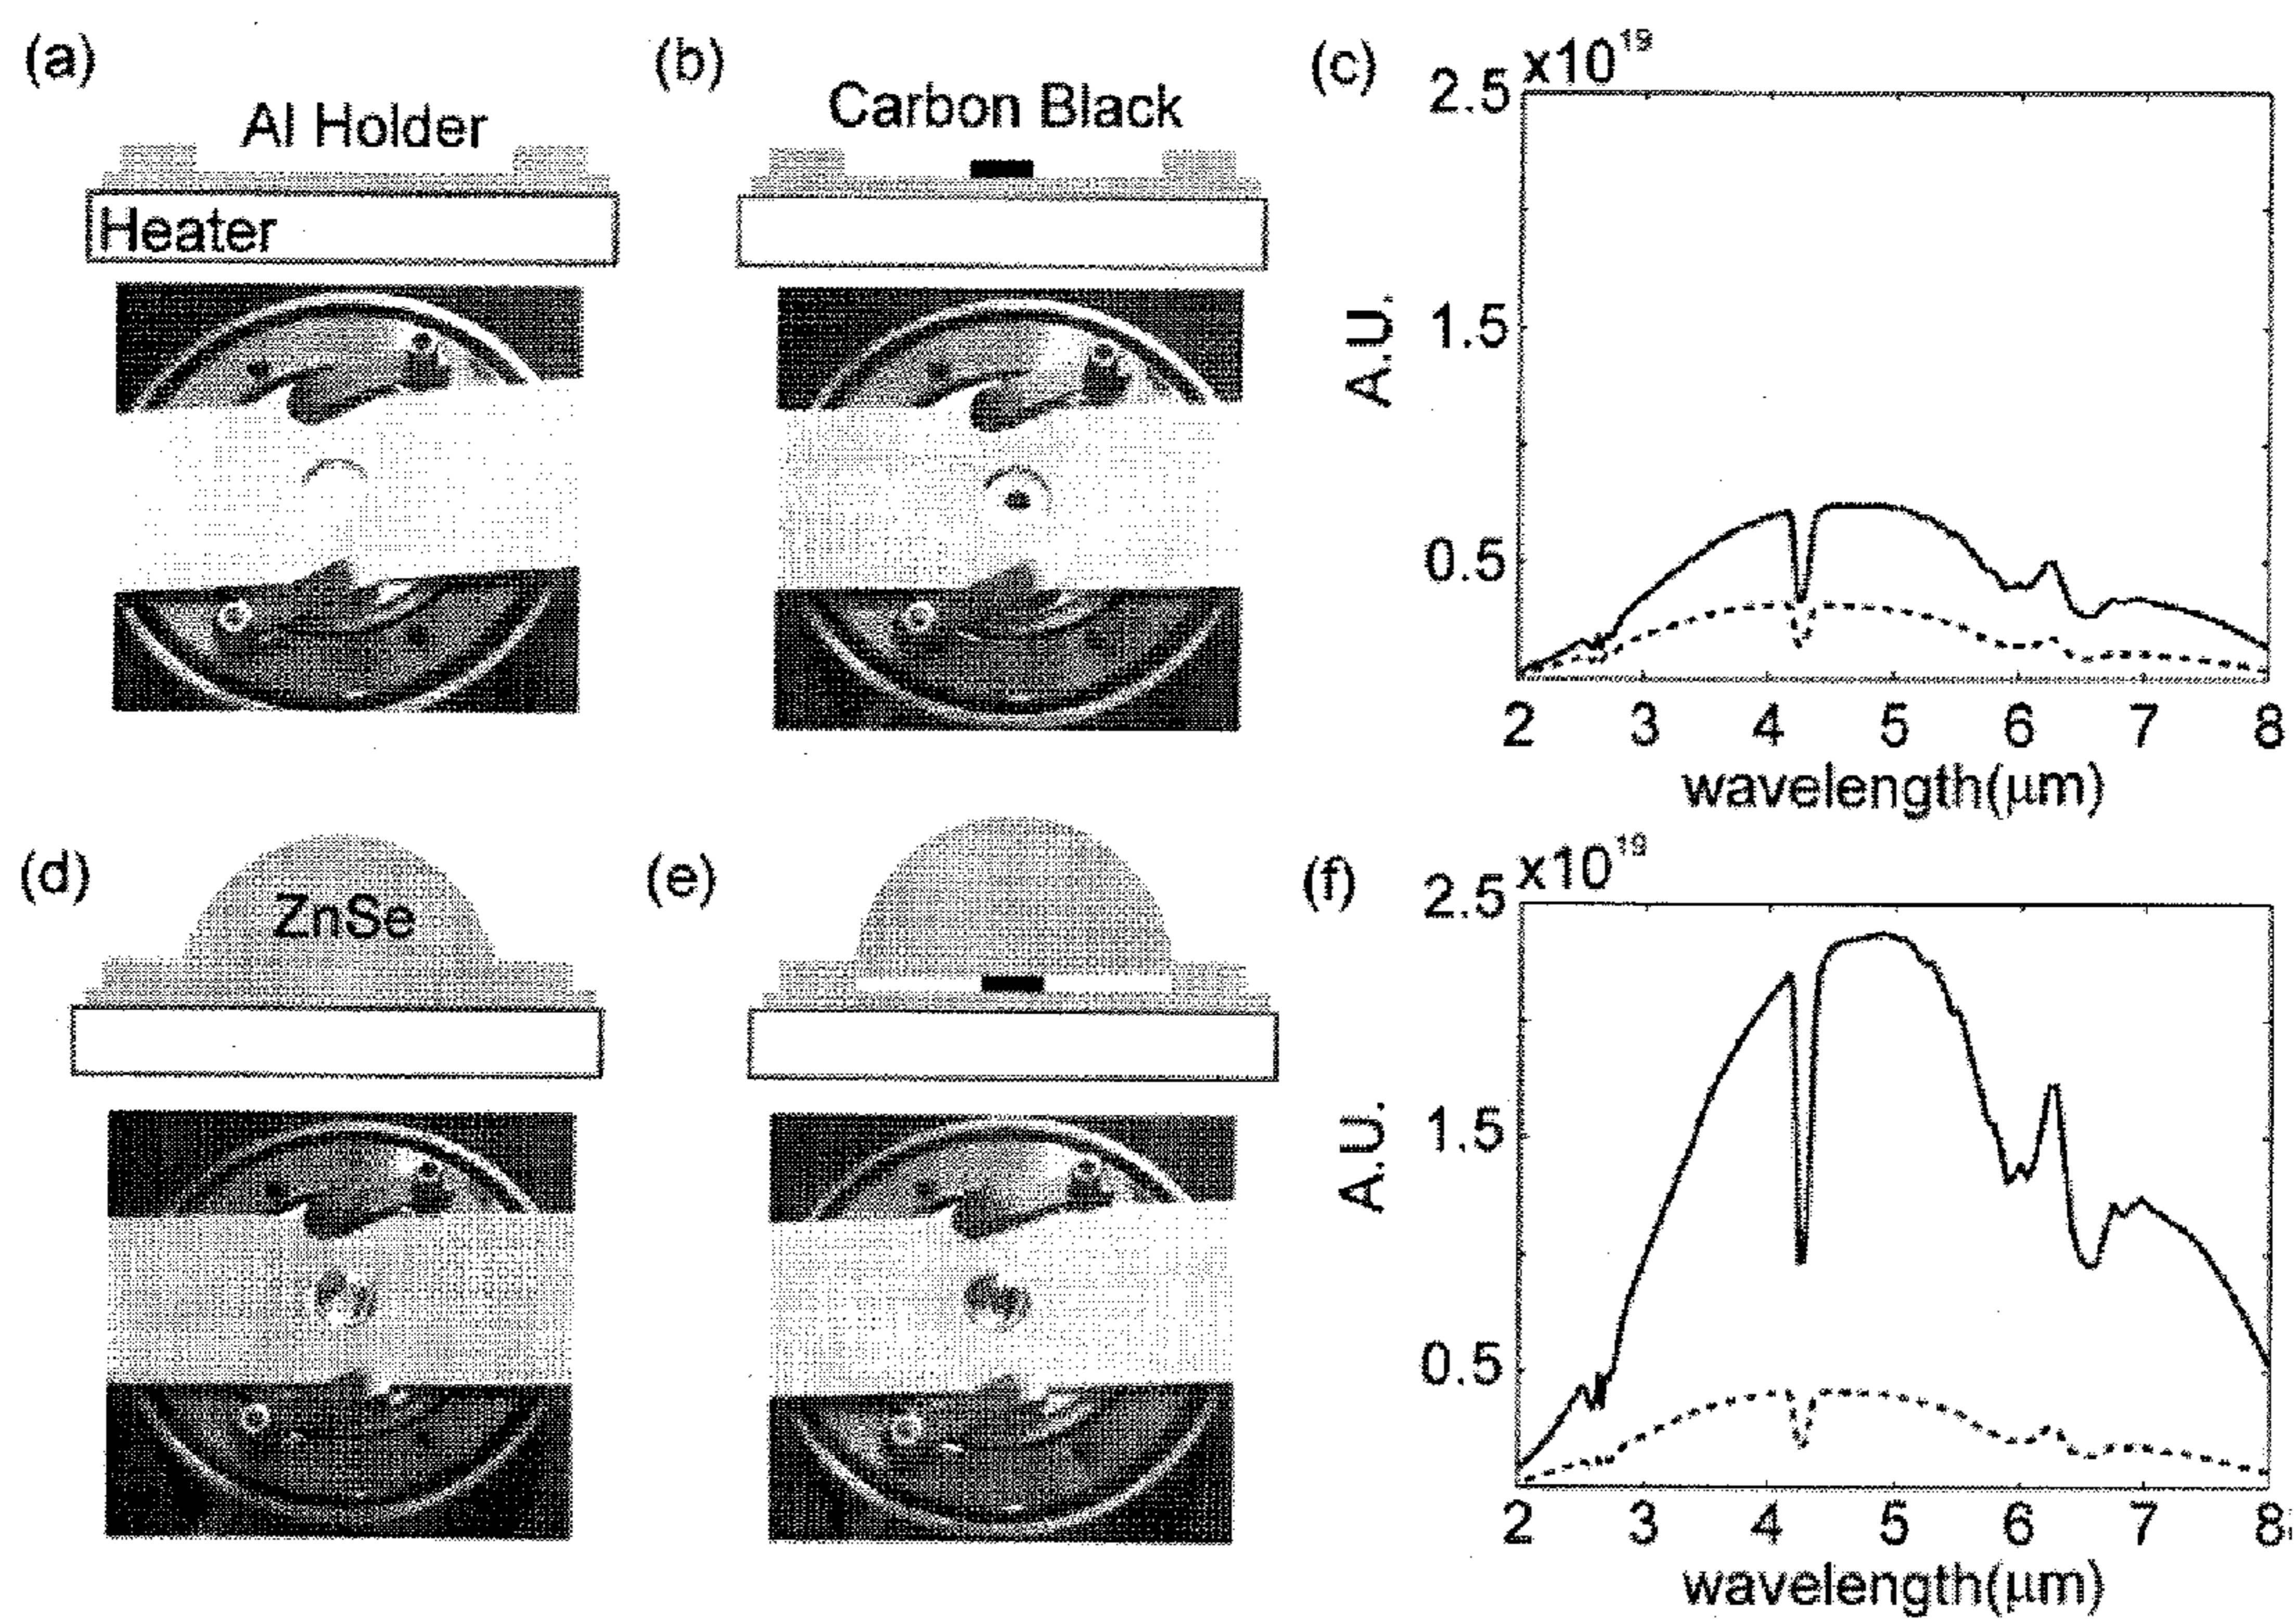 (a)
Al Holder
Heater
(b)
Carbon Black
(c)
x10¹⁹
2.5
1.5
0.5
A.U.
2 3 4 5 6 7 8
wavelength(μm)
(d)
ZnSe
(e)
(f)
x10¹⁹
2.5
1.5
0.5
A.U.
2 3 4 5 6 7 8
wavelength(μm)